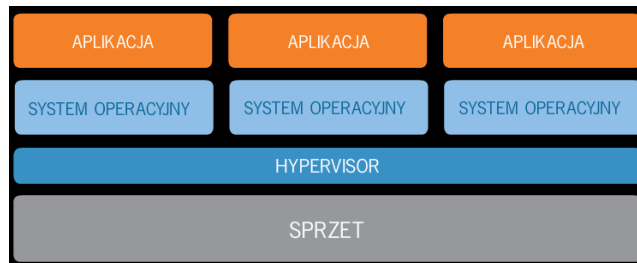 APLIKACJA APLIKACJA APLIKACJA
SYSTEM OPERACYJNY SYSTEM OPERACYJNY SYSTEM OPERACYJNY
HYPERVISOR
SPRZET